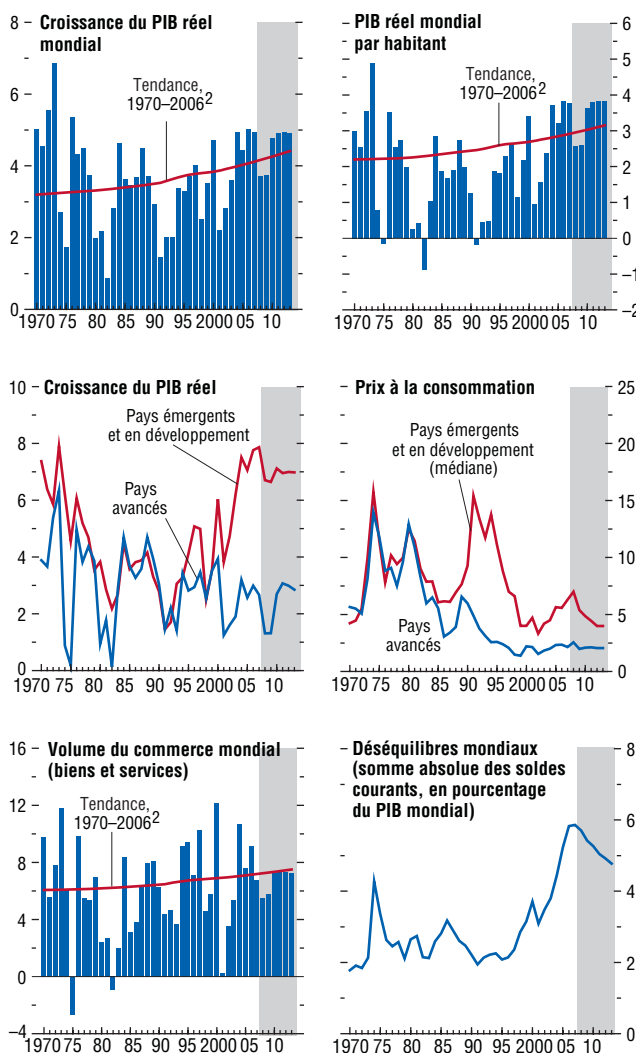 Croissance du PIB réel
mondial
Tendance,
1970–2006²
8
6
4
2
0
1970 75 80 85 90 95 2000 05 10
PIB réel mondial
par habitant
Tendance,
1970–2006²
6
5
4
3
2
1
0
–1
–2
1970 75 80 85 90 95 2000 05 10
Croissance du PIB réel
Pays émergents
et en développement
Pays
avancés
10
8
6
4
2
0
1970 75 80 85 90 95 2000 05 10
Prix à la consommation
Pays émergents
et en développement
(médiane)
Pays
avancés
25
20
15
10
5
0
1970 75 80 85 90 95 2000 05 10
Volume du commerce mondial
(biens et services)
Tendance,
1970–2006²
16
12
8
4
0
–4
1970 75 80 85 90 95 2000 05 10
Déséquilibres mondiaux
(somme absolue des soldes
courants, en pourcentage
du PIB mondial)
8
6
4
2
0
1970 75 80 85 90 95 2000 05 10